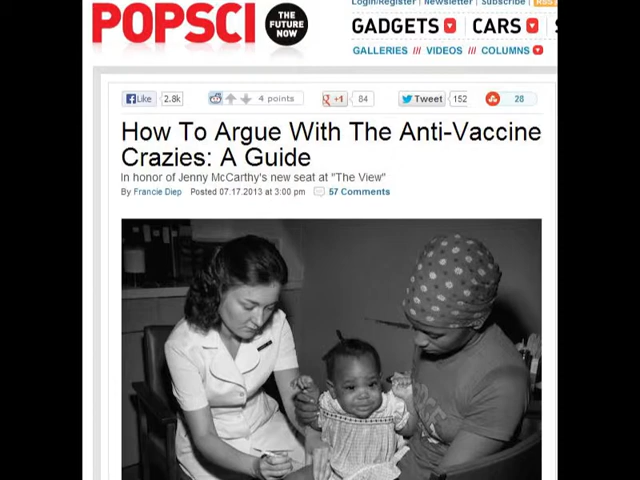 POPSCI
THE
FUTURE
NOW
Login/Register | Newsletter | Subscribe | RSS
GADGETS CARS
GALLERIES /// VIDEOS /// COLUMNS
Like 2.8k 4 points +1 84 Tweet 152 28
How To Argue With The Anti-Vaccine
Crazies: A Guide
In honor of Jenny McCarthy's new seat at "The View"
By Francie Diep Posted 07.17.2013 at 3:00 pm 57 Comments